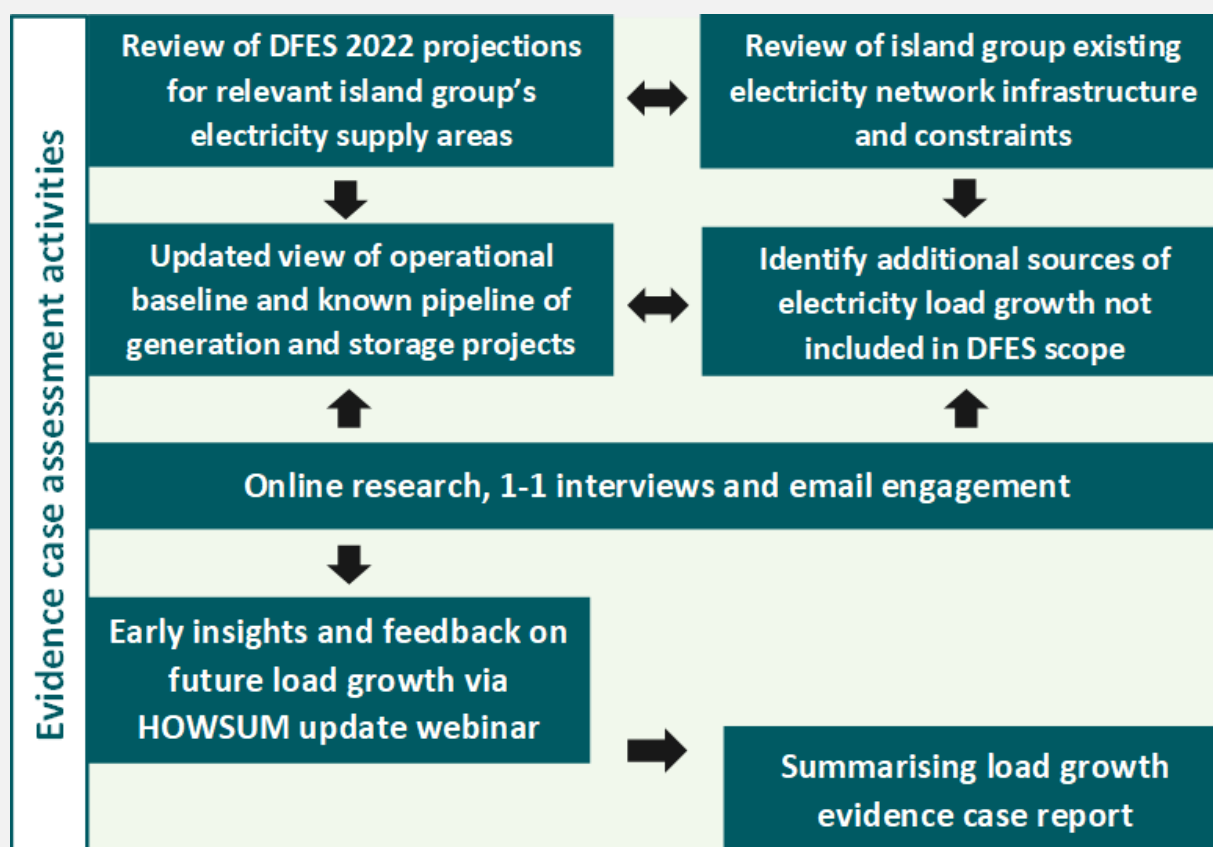 Evidence case assessment activities
Review of DFES 2022 projections
for relevant island group's
electricity supply areas
Review of island group existing
electricity network infrastructure
and constraints
Updated view of operational
baseline and known pipeline of
generation and storage projects
Identify additional sources of
electricity load growth not
included in DFES scope
Online research, 1-1 interviews and email engagement
Early insights and feedback on
future load growth via
HOWSUM update webinar
Summarising load growth
evidence case report